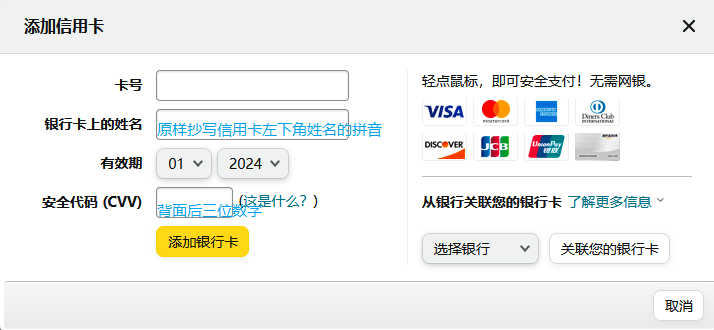 添加信用卡
卡号
银行卡上的姓名
原样抄写信用卡左下角姓名的拼音
有效期
01
2024
安全代码 (CVV)
背面后三位数字
(这是什么? )
添加银行卡
轻点鼠标，即可安全支付！无需网银。
VISA
mastercard
AMERICAN EXPRESS
Diners Club
INTERNATIONAL
DISCOVER
JCB
UnionPay
银联
amazon
从银行关联您的银行卡 了解更多信息
选择银行
关联您的银行卡
取消